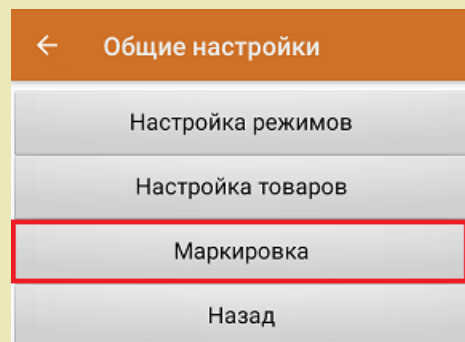 Общие настройки
Настройка режимов
Настройка товаров
Маркировка
Назад